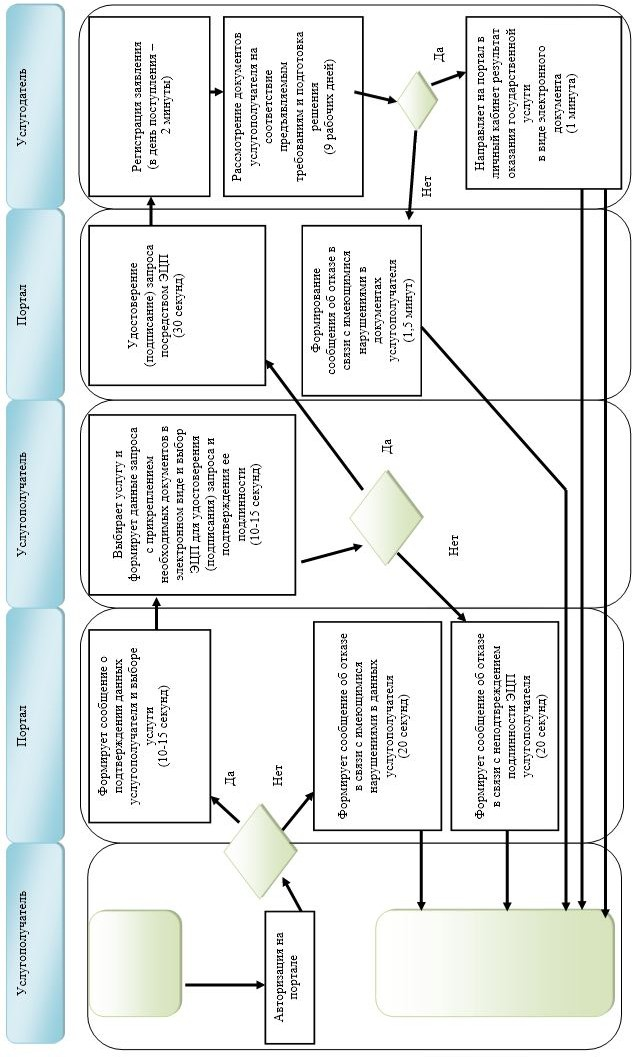 Услугополучатель
Портал
Услугополучатель
Портал
Услугодатель
Авторизация на
портале
Да
Нет
Формирует сообщение о
подтверждении данных
услугополучателя и выборе
услуги
(10-15 секунд)
Формирует сообщение об отказе
в связи с имеющимися
нарушениями в данных
услугополучателя
(20 секунд)
Формирует сообщение об отказе
в связи с неподтверждением
подлинности ЭЦП
услугополучателя
(20 секунд)
Выбирает услугу и
формирует данные запроса
с прикреплением
необходимых документов в
электронном виде и выбор
ЭЦП для удостоверения
(подписания) запроса и
подтверждения ее
подлинности
(10-15 секунд)
Да
Нет
Удостоверение
(подписание) запроса
посредством ЭЦП
(30 секунд)
Формирование
сообщения об отказе в
связи с имеющимися
нарушениями в
документах
услугополучателя
(1,5 минут)
Регистрация заявления
(в день поступления –
2 минуты)
Рассмотрение документов
услугополучателя на
соответствие
предъявляемым
требованиям и подготовка
решения
(9 рабочих дней)
Да
Нет
Направляет на портал в
личный кабинет результат
оказания государственной
услуги
в виде электронного
документа
(1 минута)